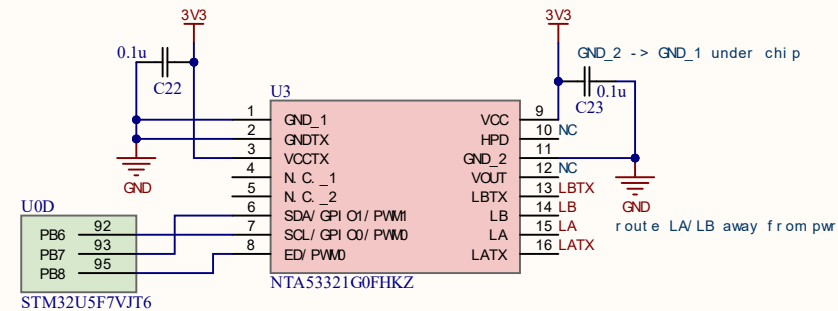 3V3
3V3
0.1u
C22
GND_2 -> GND_1 under chip
0.1u
C23
U3
1 GND_1
2 GNDTX
3 VCCTX
4 N.C._1
5 N.C._2
6 SDA/GPIO1/PWM1
7 SCL/GPIO0/PWM0
8 ED/PWM0
VCC 9
HPD 10 NC
GND_2 11
VOUT 12 NC
LBTX 13 LBTX
LB 14 LB
LA 15 LA
LATX 16 LATX
NTA53321G0FHKZ
GND
GND
route LA/LB away from pwr
U0D
PB6 92
PB7 93
PB8 95
STM32U5F7VJT6